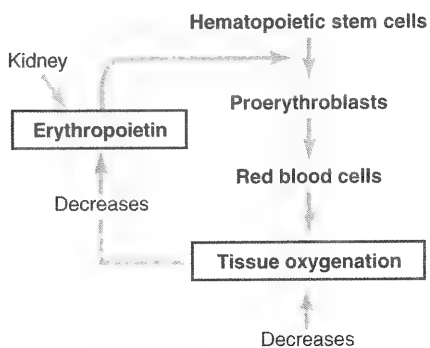 Hematopoietic stem cells
Kidney
Proerythroblasts
Erythropoietin
Red blood cells
Decreases
Tissue oxygenation
Decreases